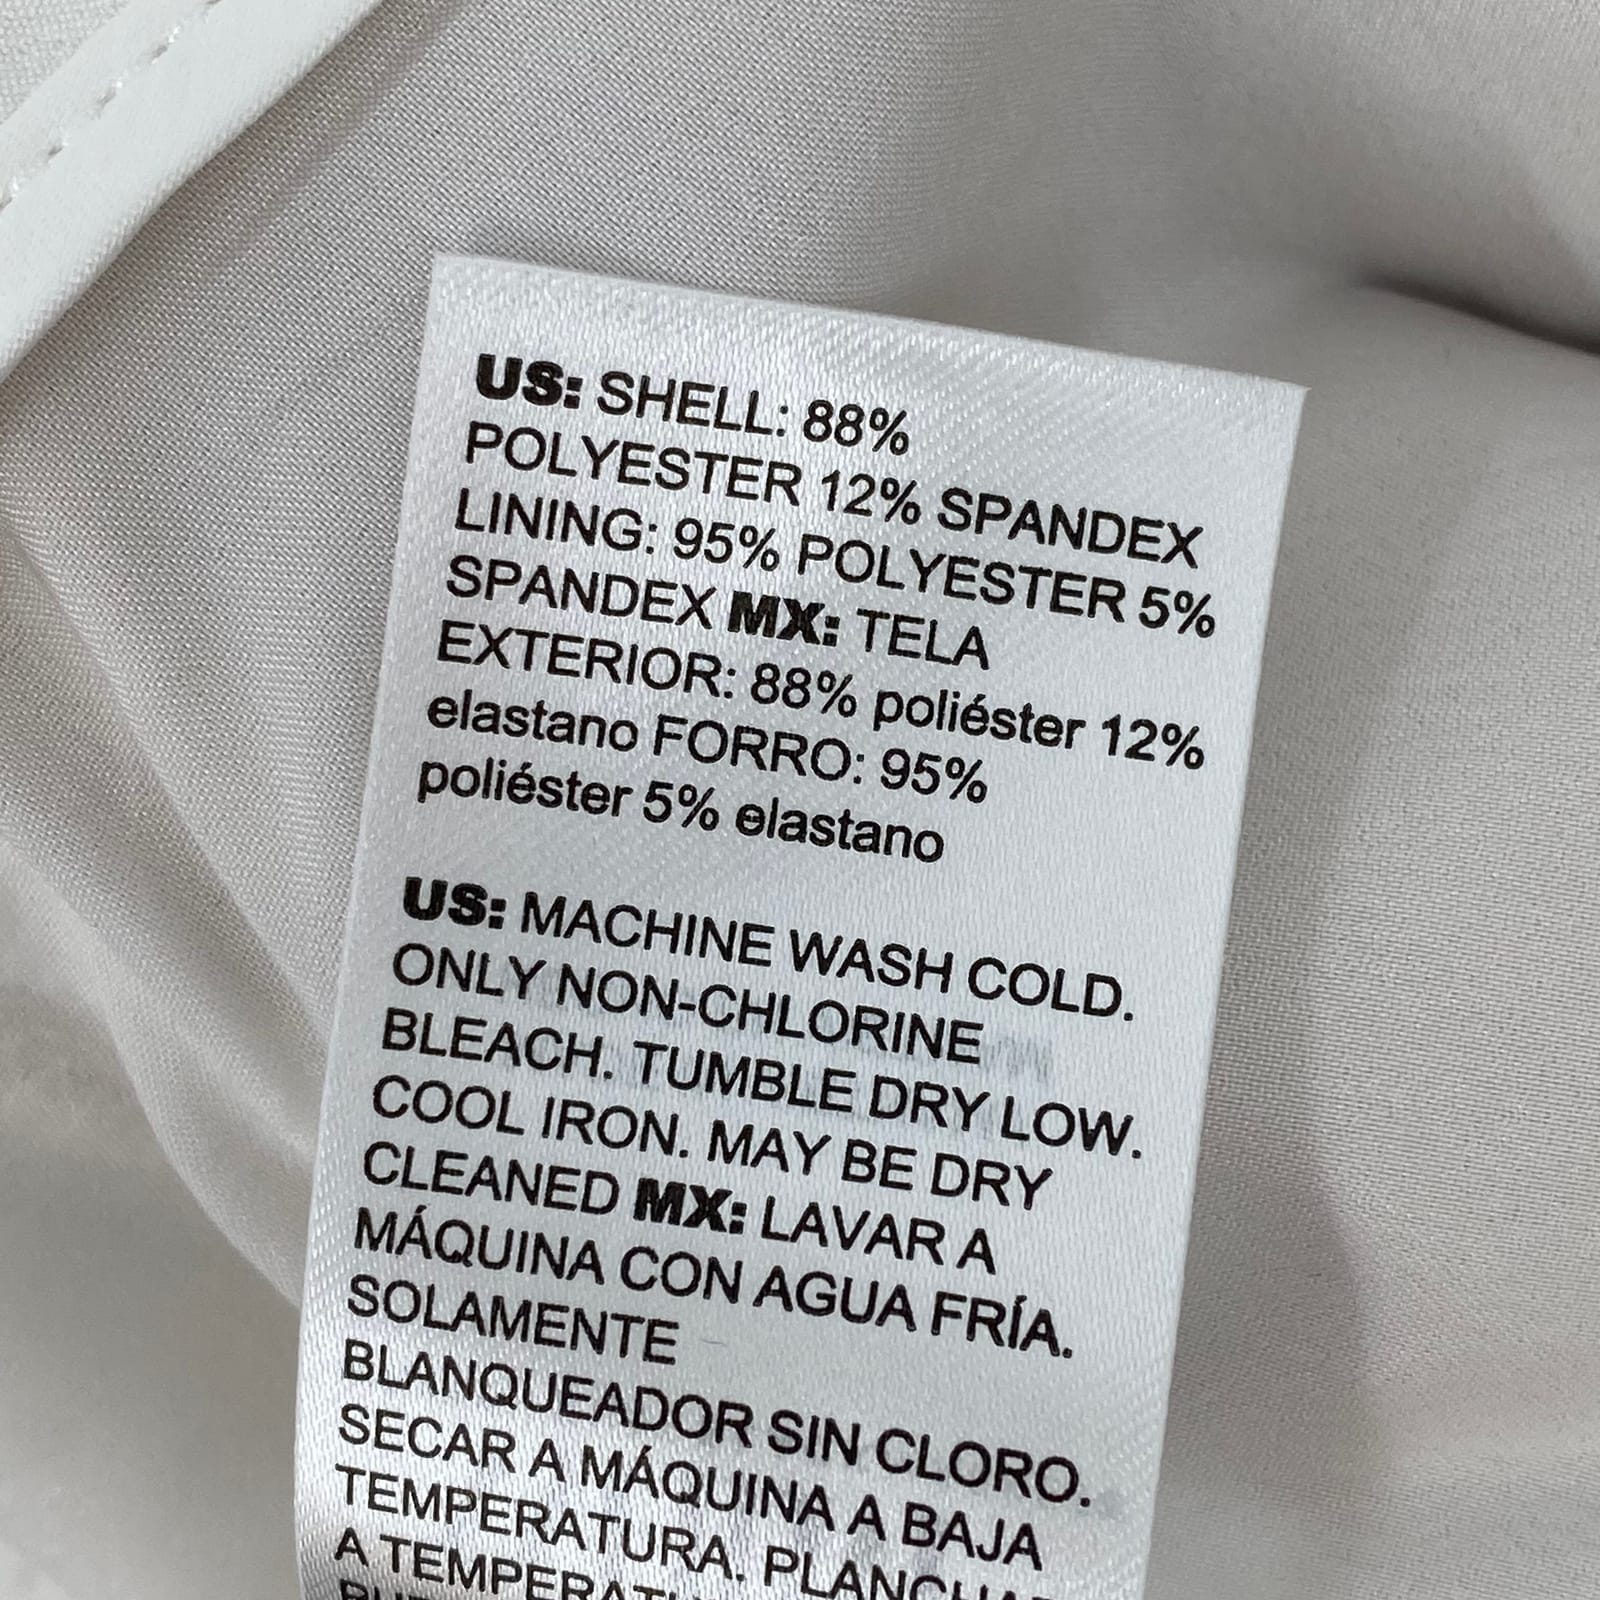 US: SHELL: 88%
POLYESTER 12% SPANDEX
LINING: 95% POLYESTER 5%
SPANDEX MX: TELA
EXTERIOR: 88% poliéster 12%
elastano FORRO: 95%
poliéster 5% elastano
US: MACHINE WASH COLD.
ONLY NON-CHLORINE
BLEACH. TUMBLE DRY LOW.
COOL IRON. MAY BE DRY
CLEANED MX: LAVAR A
MÁQUINA CON AGUA FRÍA.
SOLAMENTE
BLANQUEADOR SIN CLORO.
SECAR A MÁQUINA A BAJA
TEMPERATURA.
A